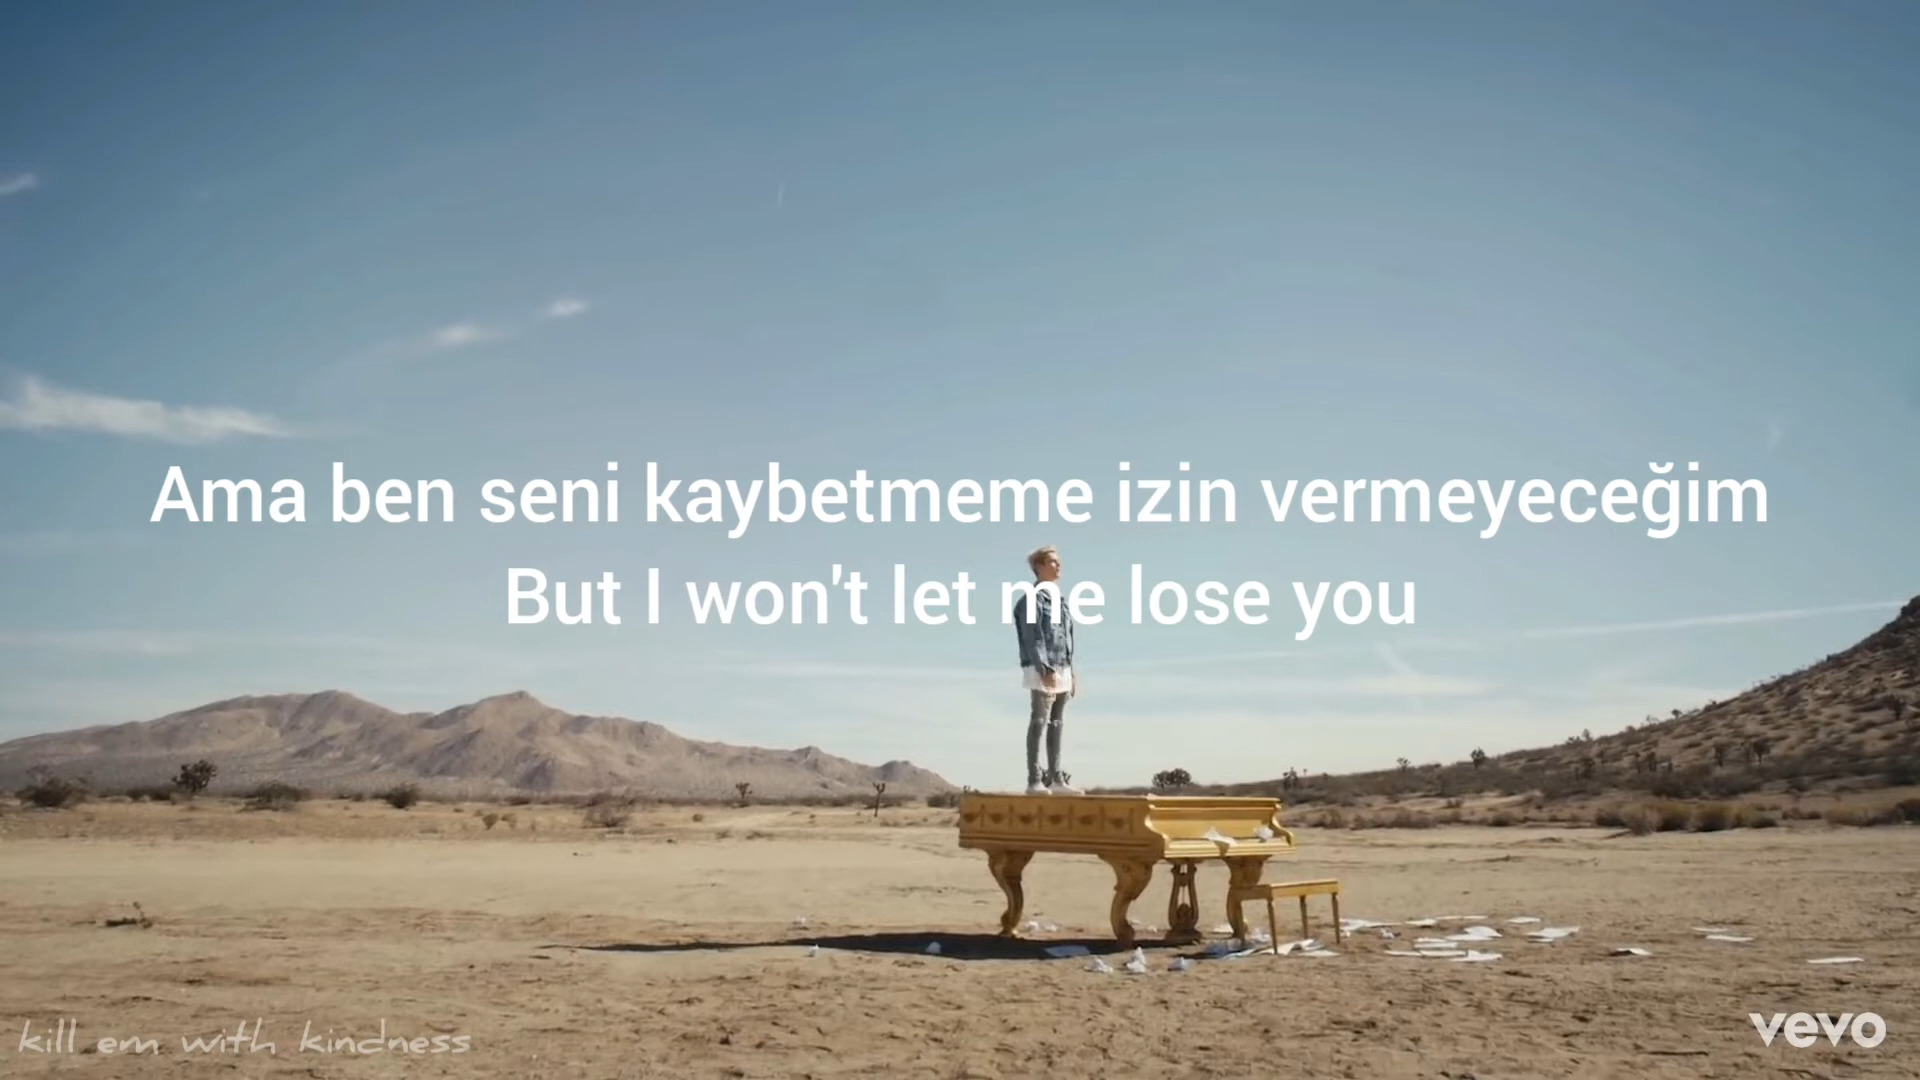 Ama ben seni kaybetmeme izin vermeyeceğim
But I won't let me lose you
kill em with kindness
vevo